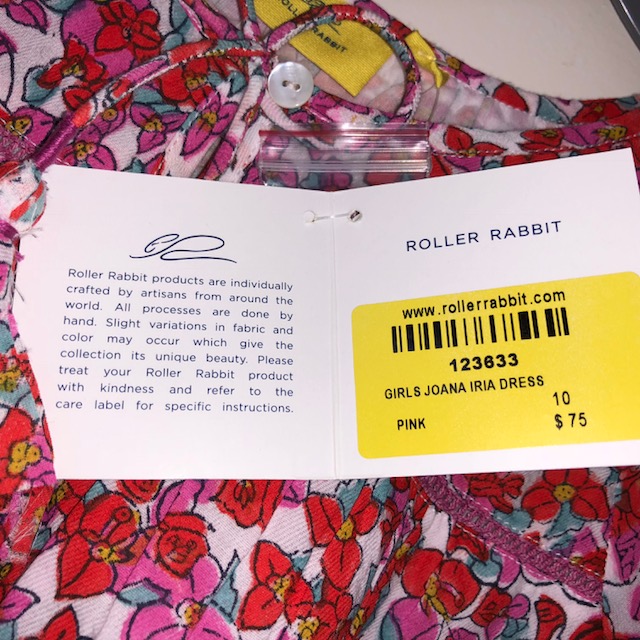 ROLLER RABBIT
Roller Rabbit products are individually
crafted by artisans from around the
world. All processes are done by
hand. Slight variations in fabric and
color may occur which give the
collection its unique beauty. Please
treat your Roller Rabbit product
with kindness and refer to the
care label for specific instructions.
ROLLER RABBIT
www.rollerrabbit.com
123633
GIRLS JOANA IRIA DRESS
10
PINK $75